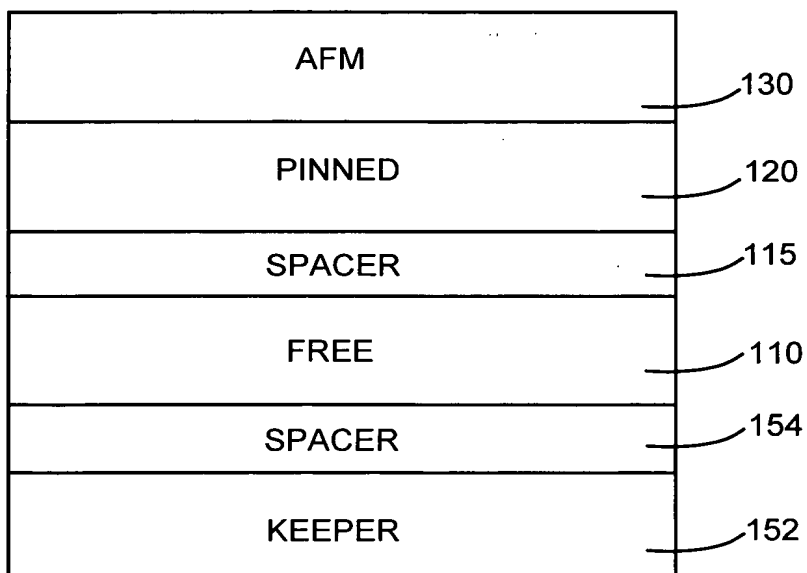 AFM
130
PINNED
120
SPACER
115
FREE
110
SPACER
154
KEEPER
152